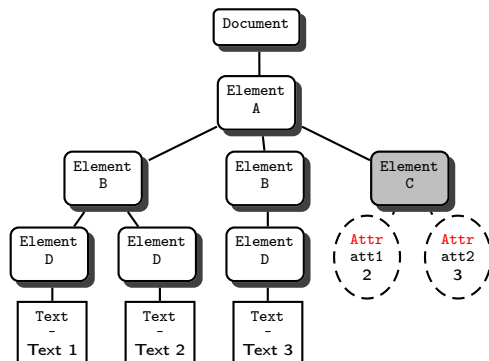 Document
Element
A
Element
B
Element
B
Element
C
Element
D
Element
D
Element
D
Attr
att1
2
Attr
att2
3
Text
-
Text 1
Text
-
Text 2
Text
-
Text 3